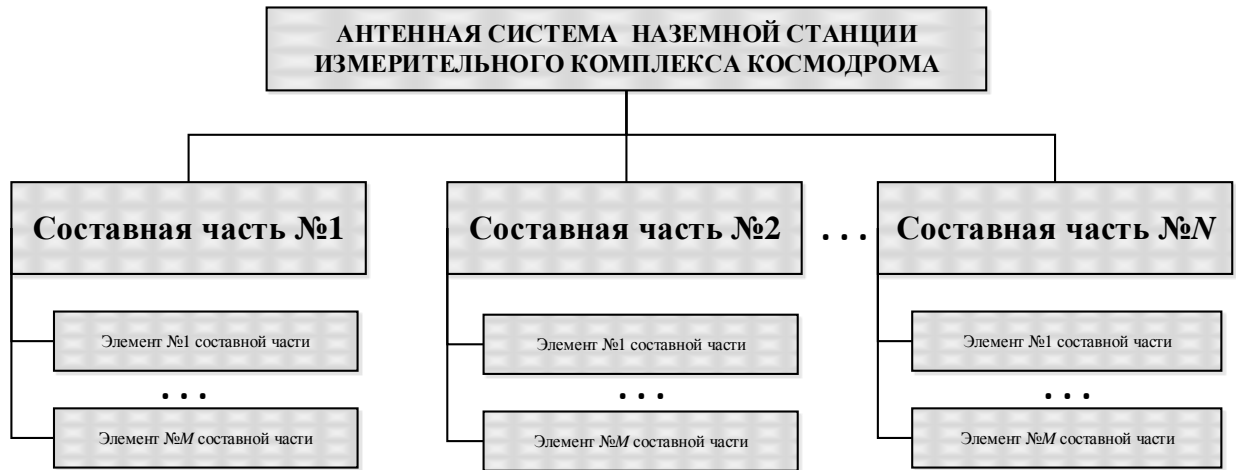 АНТЕННАЯ СИСТЕМА НАЗЕМНОЙ СТАНЦИИ
ИЗМЕРИТЕЛЬНОГО КОМПЛЕКСА КОСМОДРОМА
Составная часть №1
Составная часть №2
. . .
Составная часть №N
Элемент №1 составной части
Элемент №1 составной части
Элемент №1 составной части
. . .
. . .
. . .
Элемент №M составной части
Элемент №M составной части
Элемент №M составной части